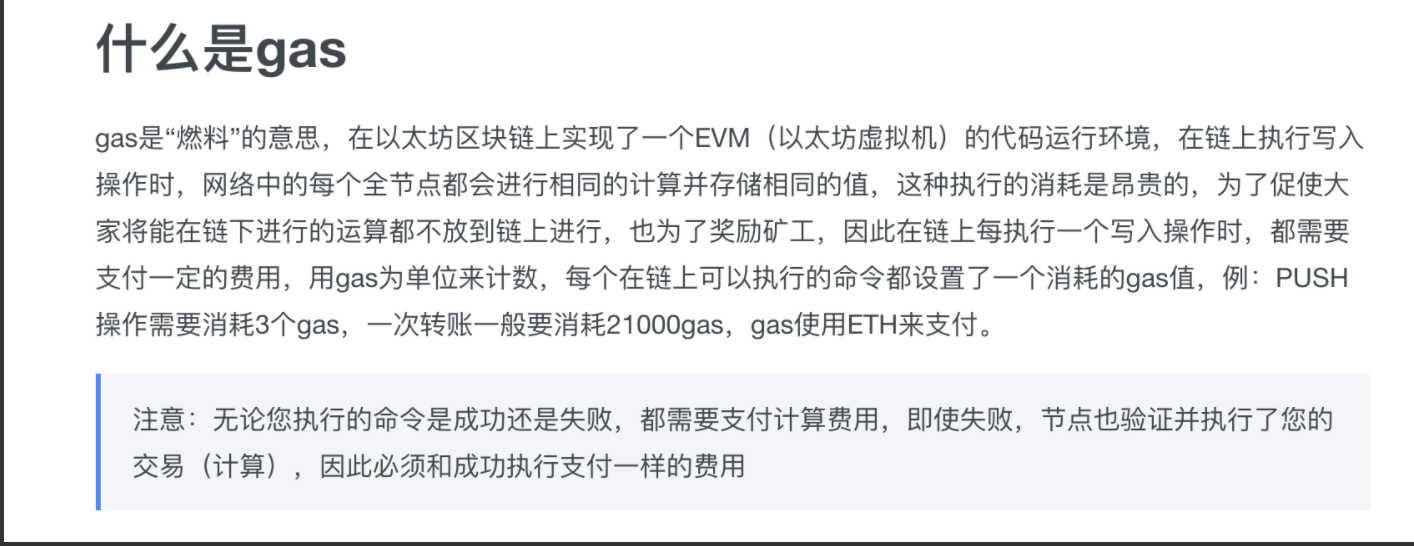 什么是gas
gas是“燃料”的意思，在以太坊区块链上实现了一个EVM（以太坊虚拟机）的代码运行环境，在链上执行写入
操作时，网络中的每个全节点都会进行相同的计算并存储相同的值，这种执行的消耗是昂贵的，为了促使大
家将能在链下进行的运算都不放到链上进行，也为了奖励矿工，因此在链上每执行一个写入操作时，都需要
支付一定的费用，用gas为单位来计数，每个在链上可以执行的命令都设置了一个消耗的gas值，例：PUSH
操作需要消耗3个gas，一次转账一般要消耗21000gas，gas使用ETH来支付。
注意：无论您执行的命令是成功还是失败，都需要支付计算费用，即使失败，节点也验证并执行了您的
交易（计算），因此必须和成功执行支付一样的费用